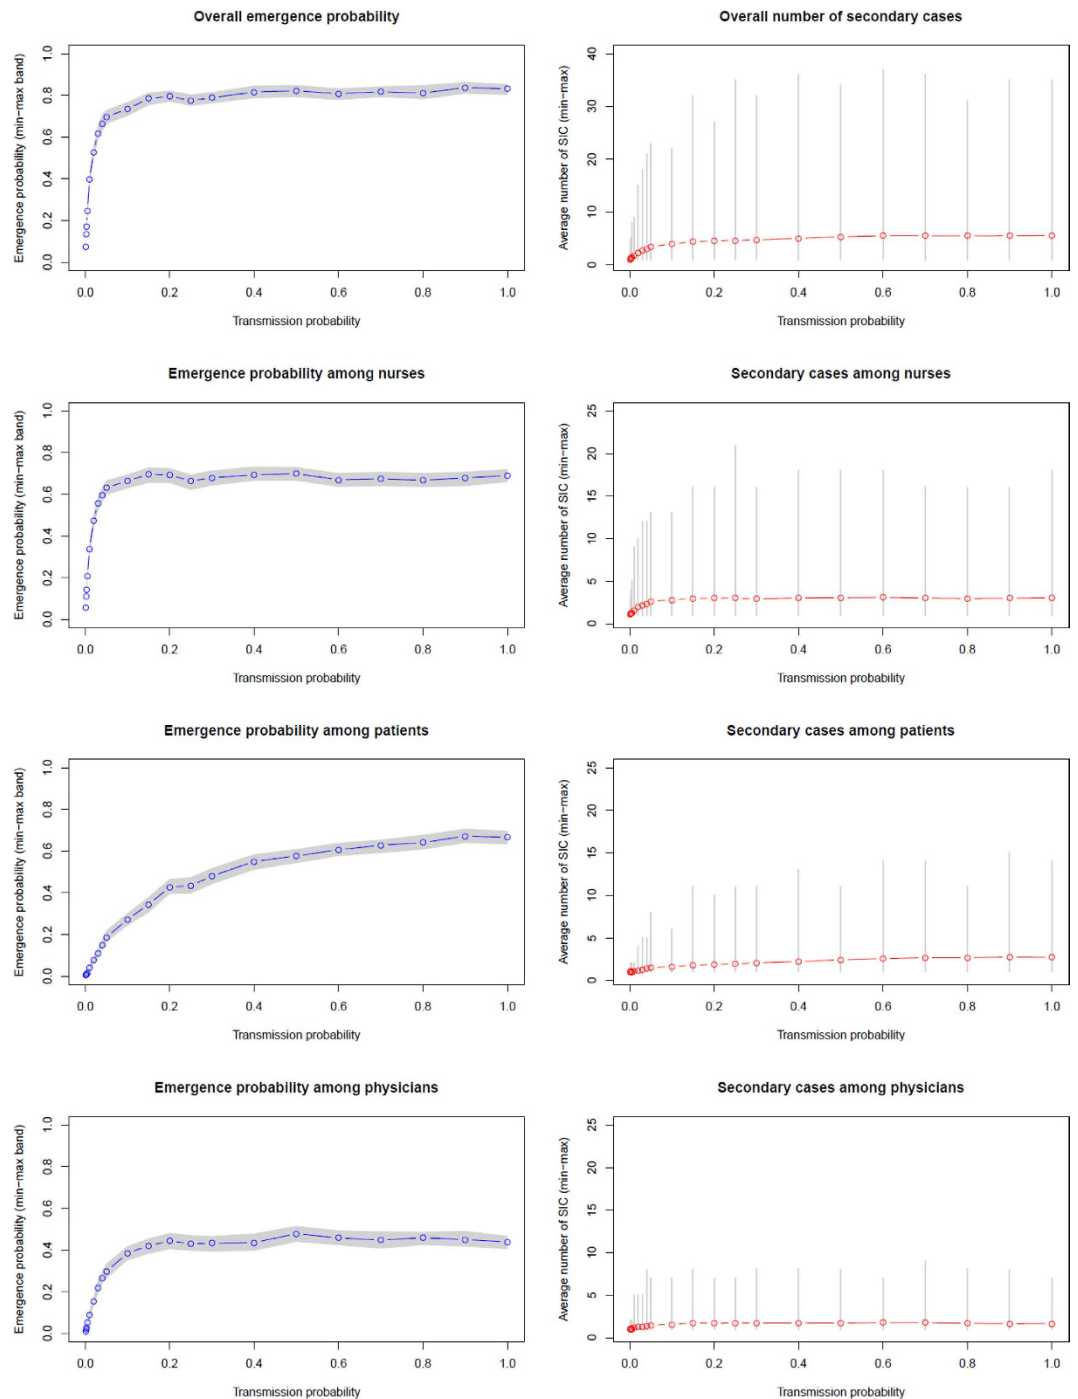 Overall emergence probability
Emergence probability (min−max band)
1.0
0.8
0.6
0.4
0.2
0.0
0.0 0.2 0.4 0.6 0.8 1.0
Transmission probability
Overall number of secondary cases
Average number of SIC (min−max)
40
30
20
10
0
0.0 0.2 0.4 0.6 0.8 1.0
Transmission probability
Emergence probability among nurses
Emergence probability (min−max band)
1.0
0.8
0.6
0.4
0.2
0.0
0.0 0.2 0.4 0.6 0.8 1.0
Transmission probability
Secondary cases among nurses
Average number of SIC (min−max)
25
20
15
10
5
0
0.0 0.2 0.4 0.6 0.8 1.0
Transmission probability
Emergence probability among patients
Emergence probability (min−max band)
1.0
0.8
0.6
0.4
0.2
0.0
0.0 0.2 0.4 0.6 0.8 1.0
Transmission probability
Secondary cases among patients
Average number of SIC (min−max)
25
20
15
10
5
0
0.0 0.2 0.4 0.6 0.8 1.0
Transmission probability
Emergence probability among physicians
Emergence probability (min−max band)
1.0
0.8
0.6
0.4
0.2
0.0
0.0 0.2 0.4 0.6 0.8 1.0
Transmission probability
Secondary cases among physicians
Average number of SIC (min−max)
25
20
15
10
5
0
0.0 0.2 0.4 0.6 0.8 1.0
Transmission probability